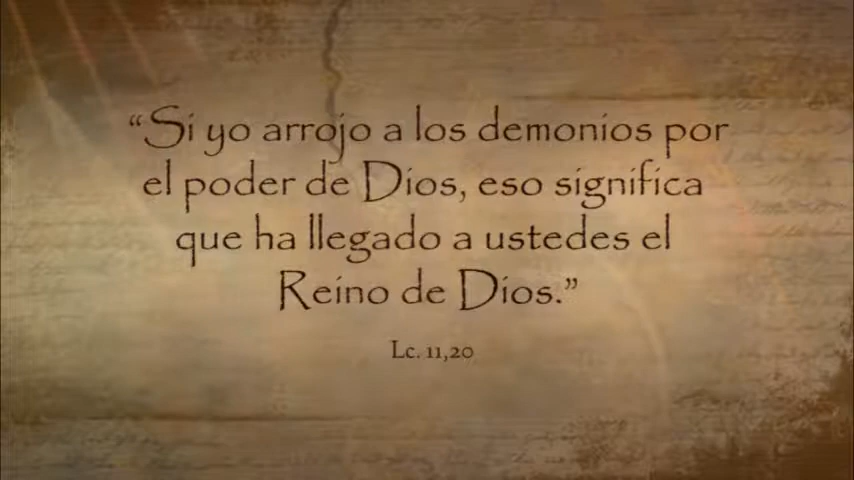 “Si yo arrojo a los demonios por
el poder de Dios, eso significa
que ha llegado a ustedes el
Reino de Dios.”
Lc. 11,20